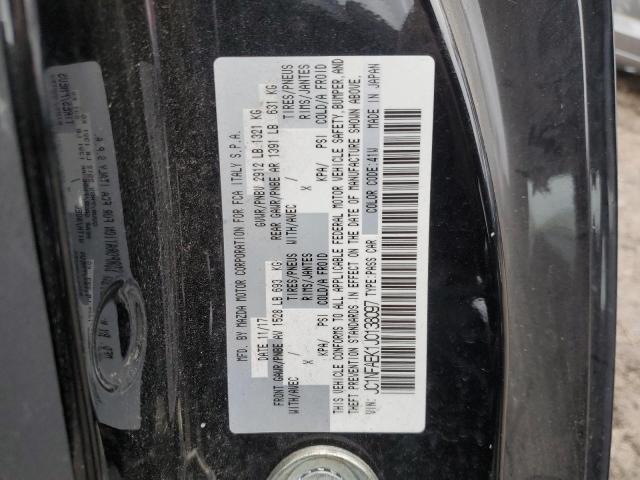 MFD. BY MAZDA MOTOR CORPORATION FOR FCA ITALY S.P.A.
DATE 11/17 GVWR/PNBV 2912 LB 1321 KG
FRONT GAWR/PNBE AV 1528 LB 693 KG REAR GAWR/PNBE AR 1391 LB 631 KG
WITH/AVEC TIRES/PNEUS WITH/AVEC TIRES/PNEUS
X RIMS/JANTES X RIMS/JANTES
KPA/ PSI COLD/A FROID KPA/ PSI COLD/A FROID
THIS VEHICLE CONFORMS TO ALL APPLICABLE FEDERAL MOTOR VEHICLE SAFETY, BUMPER, AND
THEFT PREVENTION STANDARDS IN EFFECT ON THE DATE OF MANUFACTURE SHOWN ABOVE.
VIN: JC1NFAEK1J0138097 TYPE:PASS CAR COLOR CODE:41W MADE IN JAPAN